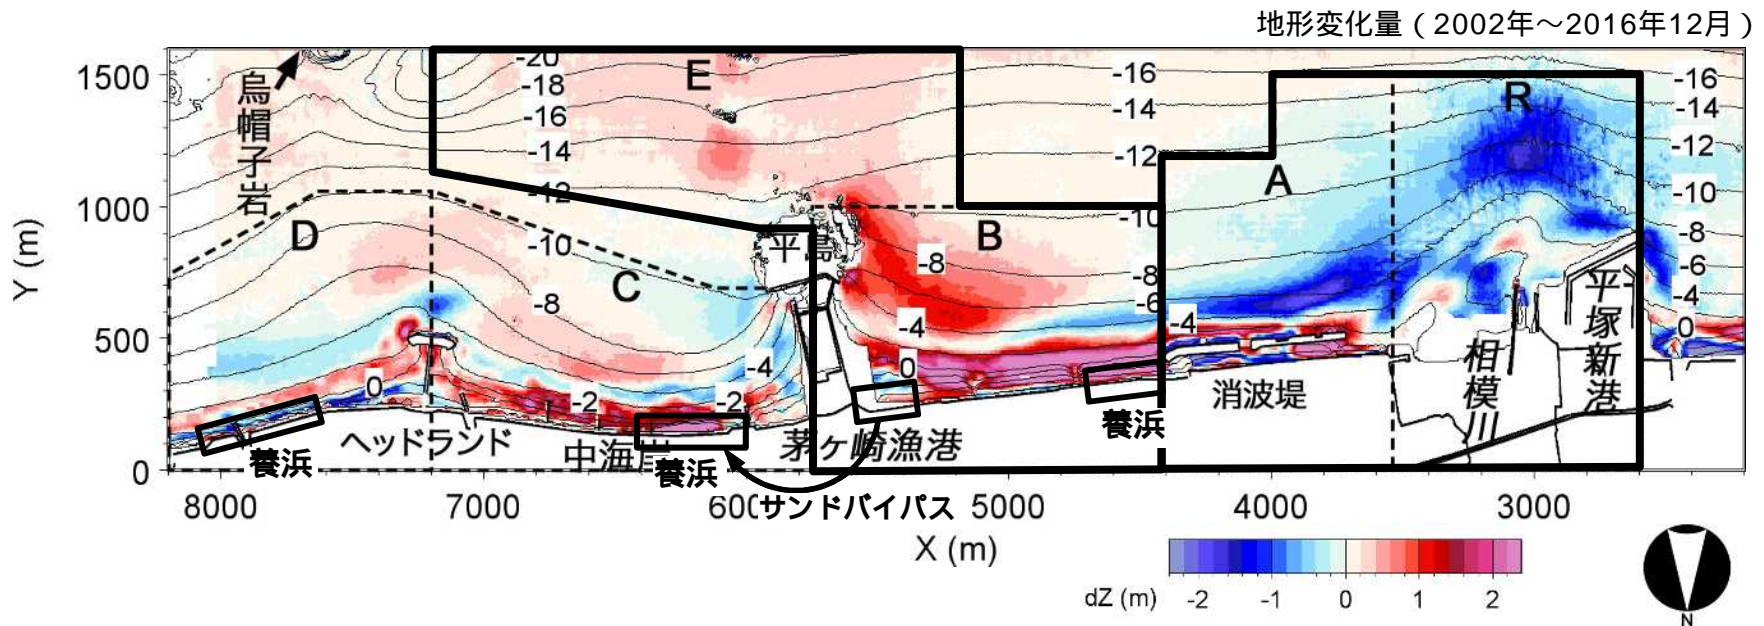 地形変化量（2002年～2016年12月）
1500
1000
500
0
Y (m)
烏帽子岩
-20
-18
-16
-14
-12
-10
-8
-4
-2
-2
0
E
D
C
B
A
R
-16
-14
-12
-10
-8
-6
-8
-4
0
-4
-16
-14
-12
-10
-8
-6
-4
0
平島
平塚新港
相模川
消波堤
養浜
ヘッドランド
養浜
中海岸
養浜
茅ヶ崎漁港
サンドバイパス
8000
7000
5000
4000
3000
X (m)
dZ (m)
-2
-1
0
1
2
N